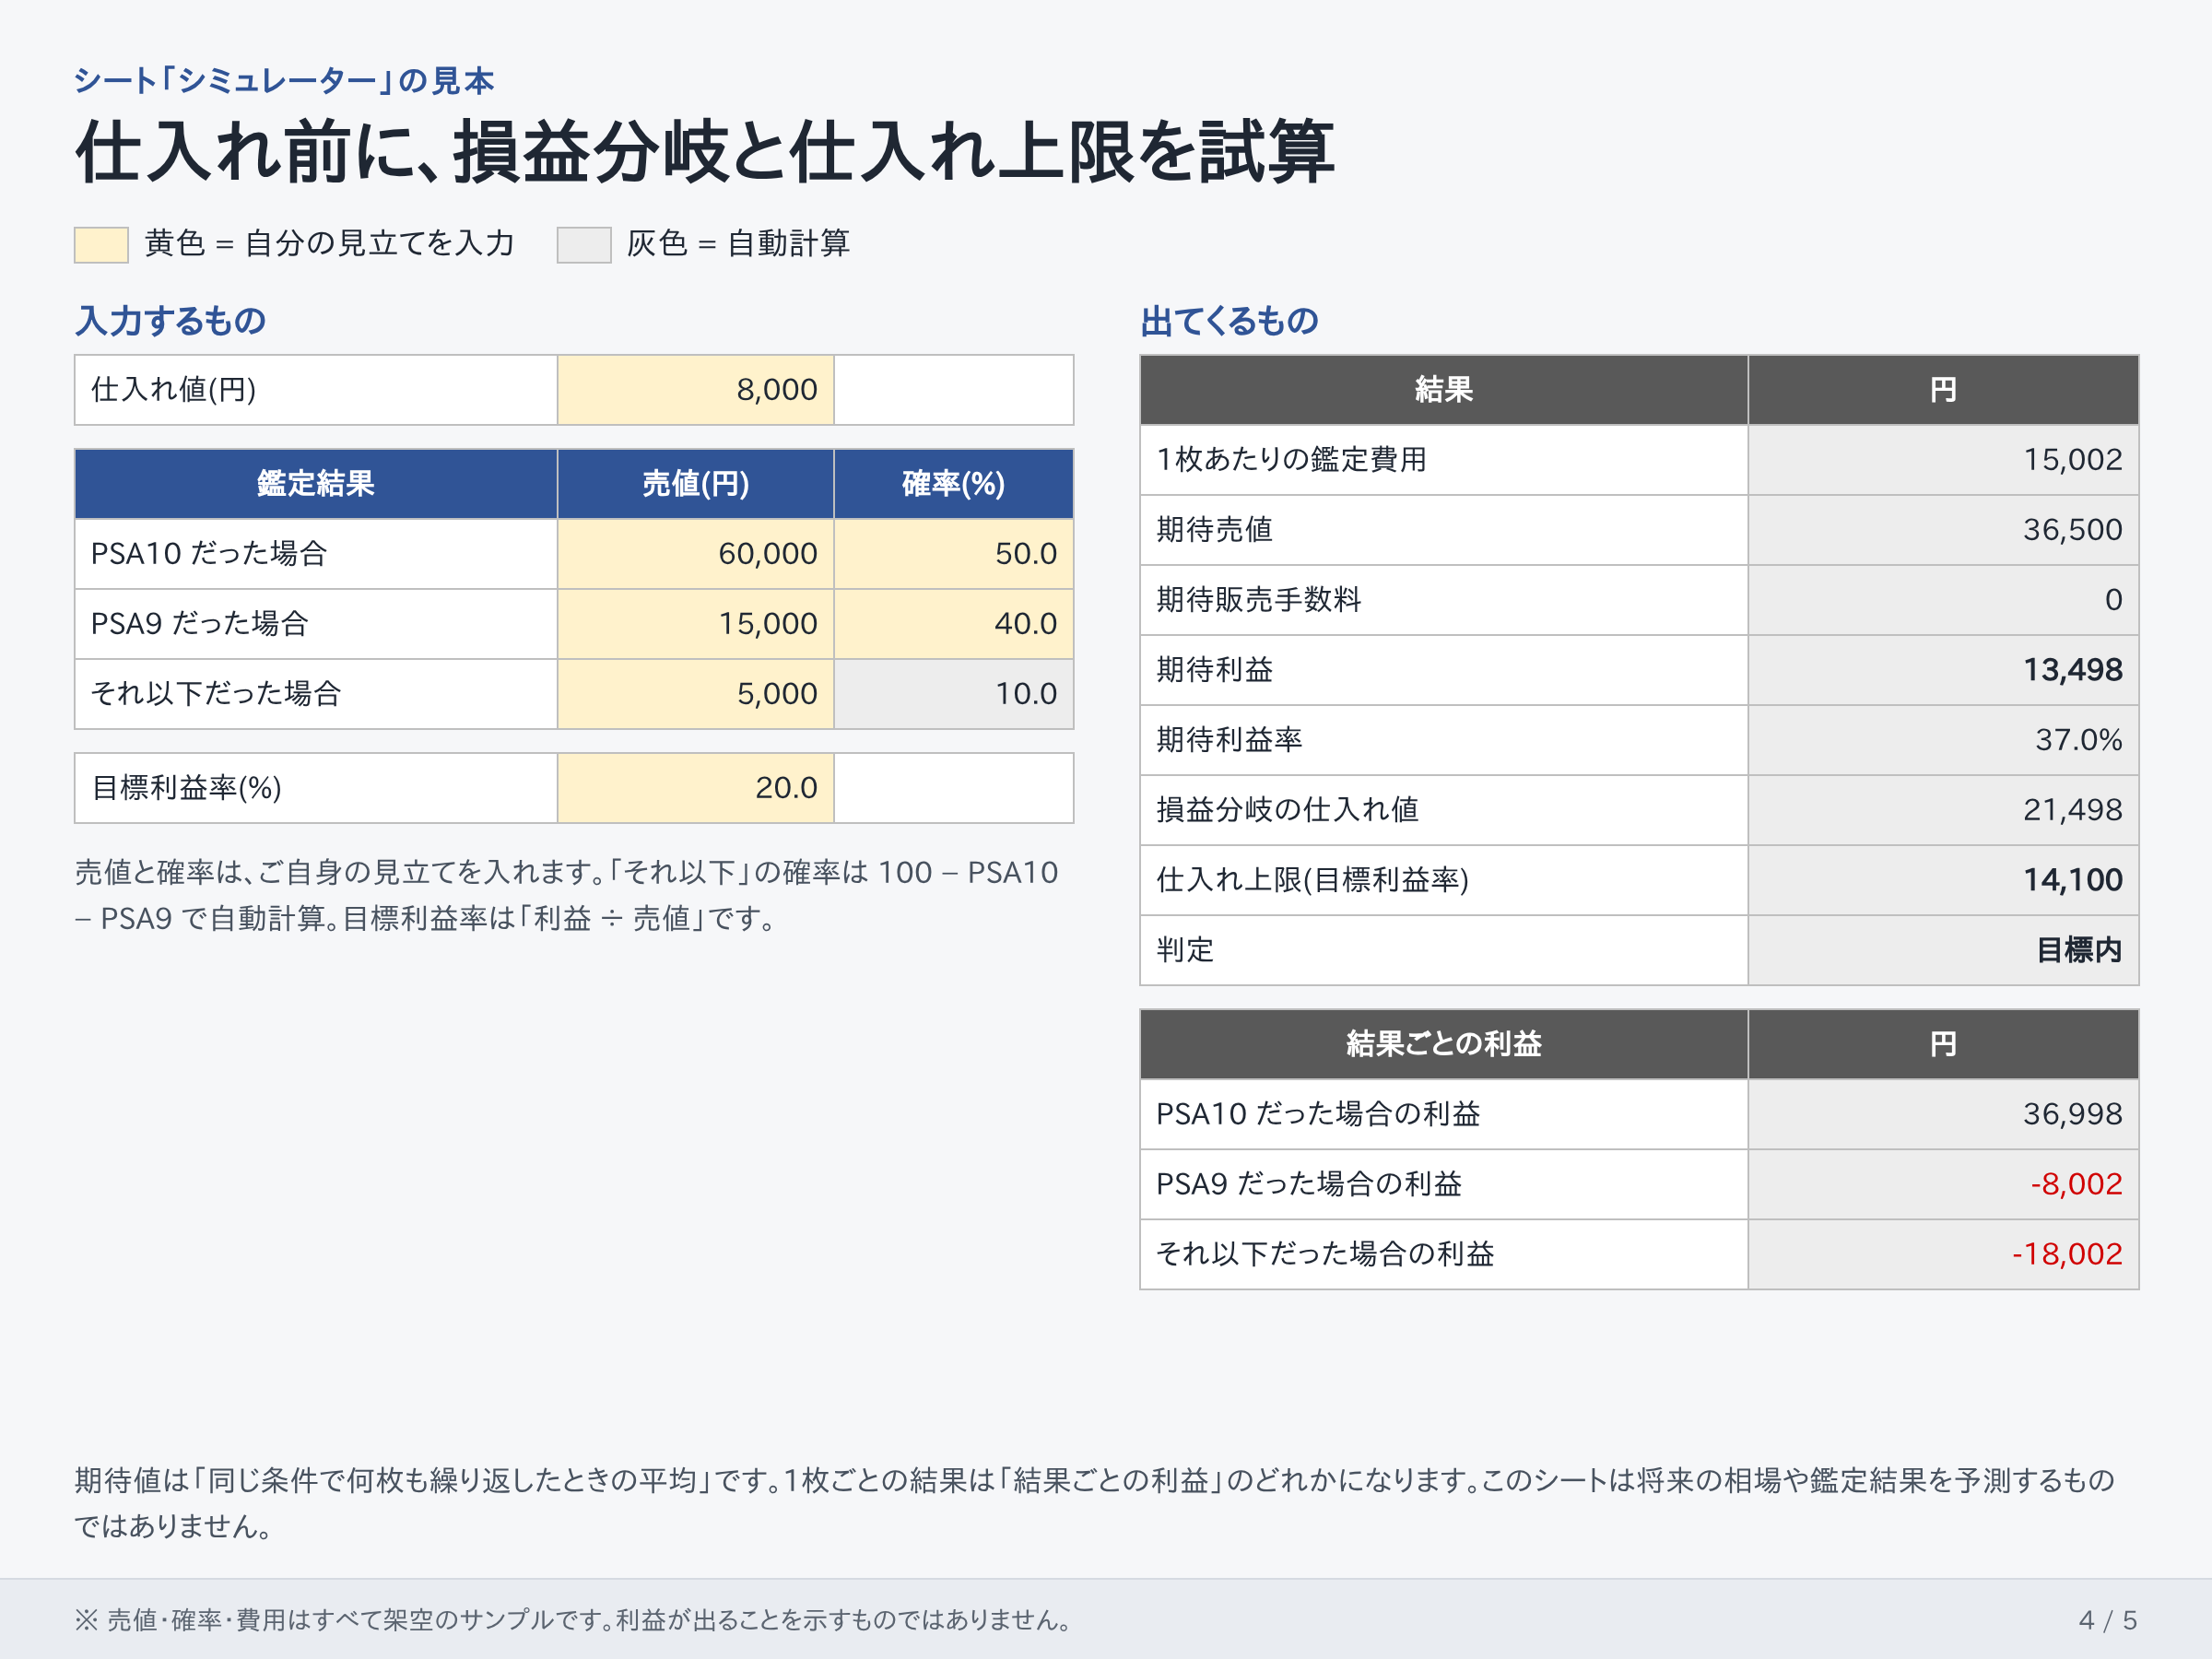 シート「シミュレーター」の見本
仕入れ前に、損益分岐と仕入れ上限を試算
黄色 = 自分の見立てを入力 灰色 = 自動計算
入力するもの
仕入れ値(円) 8,000
鑑定結果 売値(円) 確率(%)
PSA10 だった場合 60,000 50.0
PSA9 だった場合 15,000 40.0
それ以下だった場合 5,000 10.0
目標利益率(%) 20.0
売値と確率は、ご自身の見立てを入れます。「それ以下」の確率は 100 − PSA10
− PSA9 で自動計算。目標利益率は「利益 ÷ 売値」です。
出てくるもの
結果 円
1枚あたりの鑑定費用 15,002
期待売値 36,500
期待販売手数料 0
期待利益 13,498
期待利益率 37.0%
損益分岐の仕入れ値 21,498
仕入れ上限(目標利益率) 14,100
判定 目標内
結果ごとの利益 円
PSA10 だった場合の利益 36,998
PSA9 だった場合の利益 -8,002
それ以下だった場合の利益 -18,002
期待値は「同じ条件で何枚も繰り返したときの平均」です。1枚ごとの結果は「結果ごとの利益」のどれかになります。このシートは将来の相場や鑑定結果を予測するもの
ではありません。
※ 売値・確率・費用はすべて架空のサンプルです。利益が出ることを示すものではありません。
4 / 5